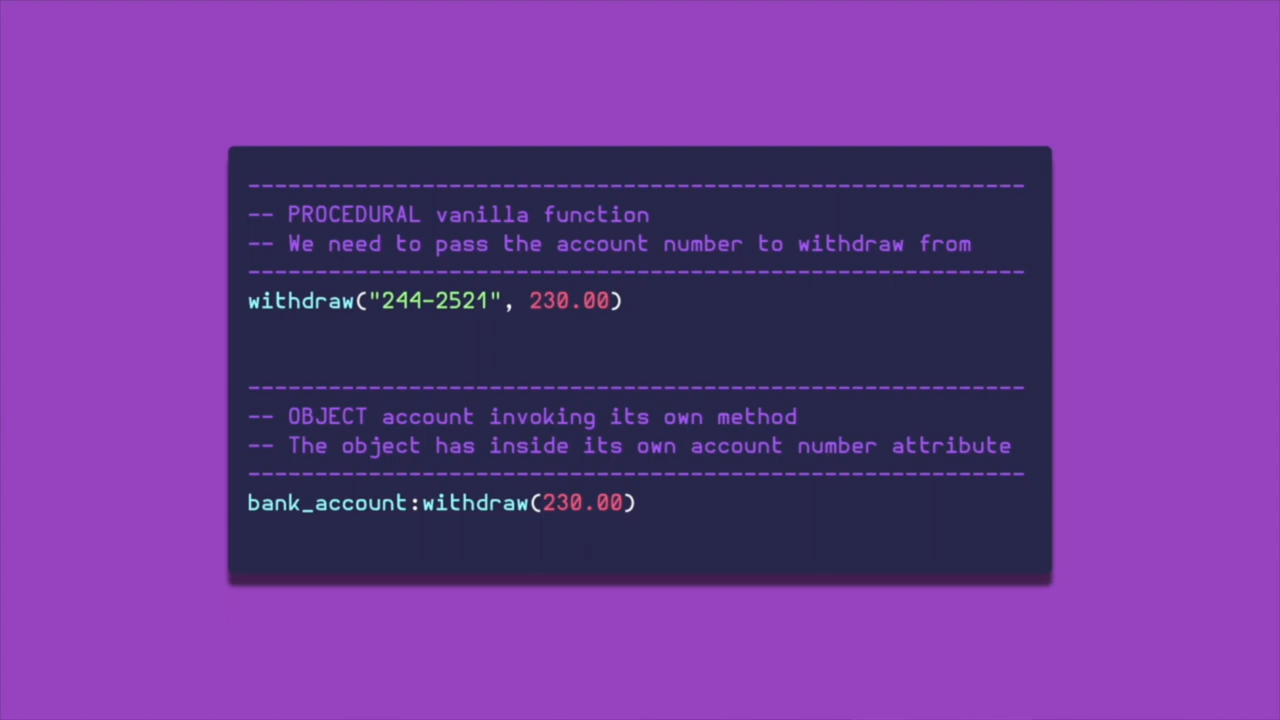 ----------------------------------------------------------
-- PROCEDURAL vanilla function
-- We need to pass the account number to withdraw from
----------------------------------------------------------
withdraw("244-2521", 230.00)
----------------------------------------------------------
-- OBJECT account invoking its own method
-- The object has inside its own account number attribute
----------------------------------------------------------
bank_account:withdraw(230.00)